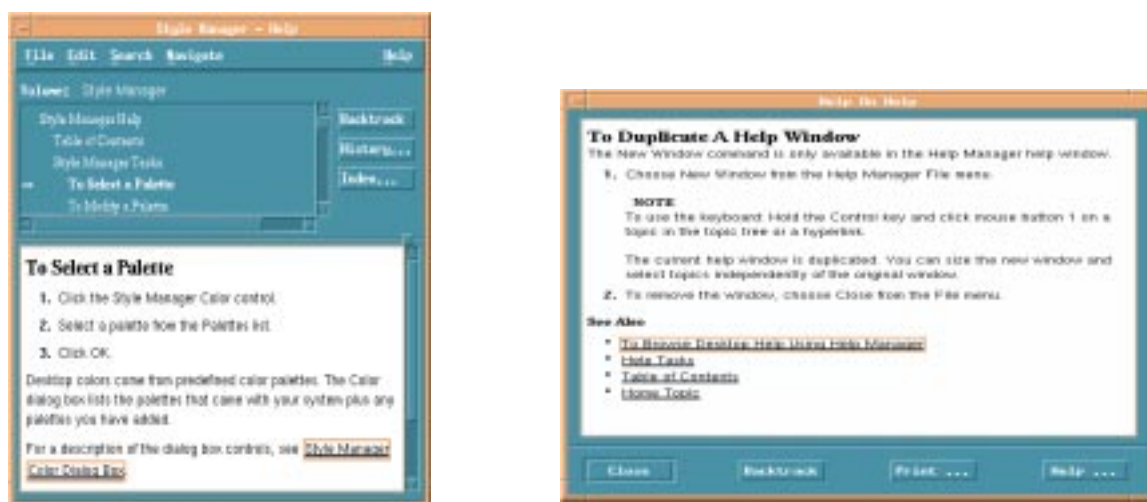 Style Manager - Help
File Edit Search Navigate Help
Volume: Style Manager
Style Manager Help
Table of Contents
Style Manager Tasks
To Select a Palette
To Modify a Palette
Backtrack
History...
Index...
To Select a Palette
1. Click the Style Manager Color control.
2. Select a palette from the Palettes list.
3. Click OK.
Desktop colors come from predefined color palettes. The Color
dialog box lists the palettes that came with your system plus any
palettes you have added.
For a description of the dialog box controls, see Style Manager
Color Dialog Box.
Help On Help
To Duplicate A Help Window
The New Window command is only available in the Help Manager help window.
1. Choose New Window from the Help Manager File menu.
NOTE
To use the keyboard: Hold the Control key and click mouse button 1 on a
topic in the topic tree or a hyperlink.
The current help window is duplicated. You can size the new window and
select topics independently of the original window.
2. To remove the window, choose Close from the File menu.
See Also
• To Browse Desktop Help Using Help Manager
• Help Tasks
• Table of Contents
• Home Topic
Close Backtrack Print ... Help ...